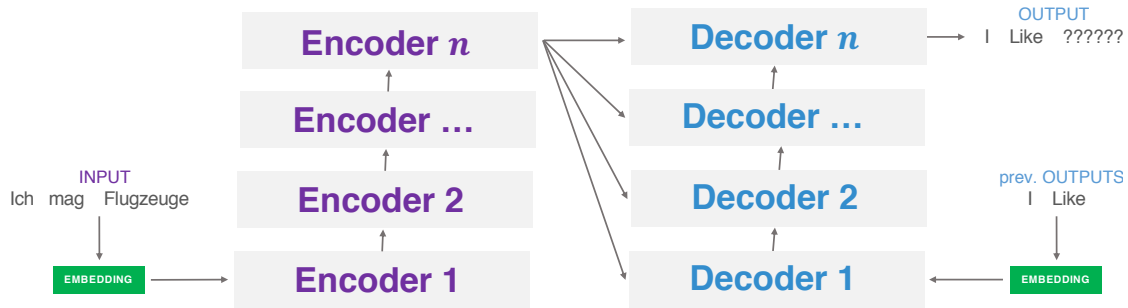 INPUT
Ich mag Flugzeuge
EMBEDDING
Encoder n
Encoder ...
Encoder 2
Encoder 1
Decoder n
Decoder ...
Decoder 2
Decoder 1
OUTPUT
I Like ??????
prev. OUTPUTS
I Like
EMBEDDING